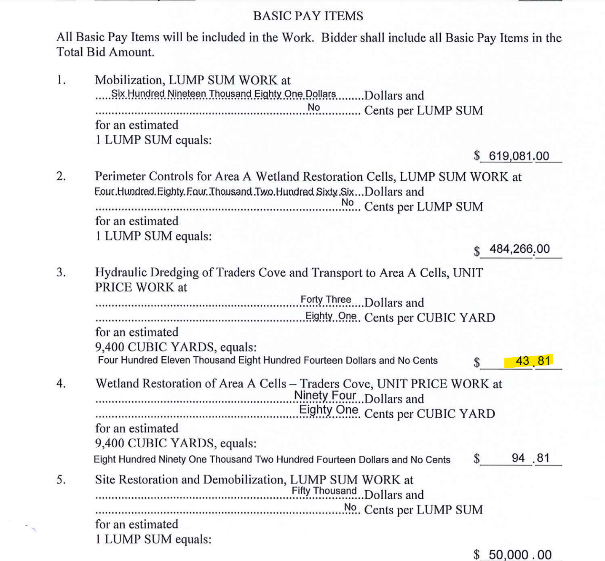 BASIC PAY ITEMS
All Basic Pay Items will be included in the Work. Bidder shall include all Basic Pay Items in the
Total Bid Amount.
1. Mobilization, LUMP SUM WORK at
.....Six Hundred Nineteen Thousand Eighty One Dollars........Dollars and
No............ Cents per LUMP SUM
for an estimated
1 LUMP SUM equals:
$ 619,081.00
2. Perimeter Controls for Area A Wetland Restoration Cells, LUMP SUM WORK at
Four Hundred Eighty Four Thousand Two Hundred Sixty Six...Dollars and
No.. Cents per LUMP SUM
for an estimated
1 LUMP SUM equals:
$ 484,266.00
3. Hydraulic Dredging of Traders Cove and Transport to Area A Cells, UNIT
PRICE WORK at
Forty Three...Dollars and
Eighty One. Cents per CUBIC YARD
for an estimated
9,400 CUBIC YARDS, equals:
Four Hundred Eleven Thousand Eight Hundred Fourteen Dollars and No Cents $ 43.81
4. Wetland Restoration of Area A Cells – Traders Cove, UNIT PRICE WORK at
Ninety Four..Dollars and
Eighty One Cents per CUBIC YARD
for an estimated
9,400 CUBIC YARDS, equals:
Eight Hundred Ninety One Thousand Two Hundred Fourteen Dollars and No Cents $ 94.81
5. Site Restoration and Demobilization, LUMP SUM WORK at
Fifty Thousand Dollars and
No. Cents per LUMP SUM
for an estimated
1 LUMP SUM equals:
$ 50,000.00